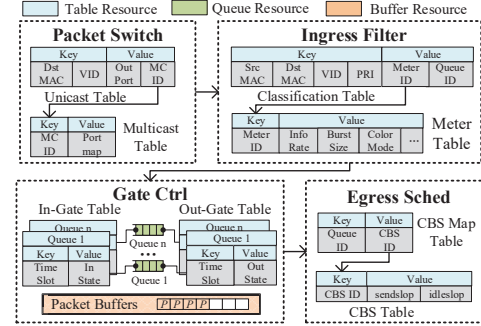 Table Resource Queue Resource
Buffer Resource
Packet Switch
Key Value
Dst MAC VID Out Port MC ID
Unicast Table
Key Value
MC ID Port map
Multicast Table
Ingress Filter
Key Value
Src MAC Dst MAC VID PRI Meter ID Queue ID
Classification Table
Key Value
Meter ID Info Rate Burst Size Color Mode ...
Meter Table
Gate Ctrl
In-Gate Table Out-Gate Table
Queue n Queue n
Queue 1 Queue 1
Key Value Key Value
Time Slot In State Time Slot Out State
Queue n
...
Queue 1
Packet Buffers P P P P
Egress Sched
Key Value
Queue ID CBS ID
CBS Map Table
Key Value
CBS ID sendslop idleslop
CBS Table